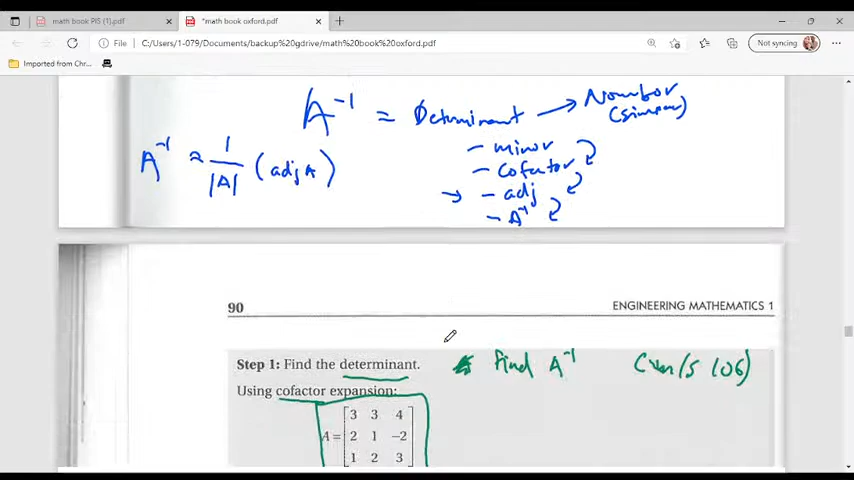 math book PIS (1).pdf
*math book oxford.pdf
File
C:/Users/1-079/Documents/backup%20gdrive/math%20book%20oxford.pdf
Not syncing
Imported from Chr...
A⁻¹ = Determinant → Number
A⁻¹ = 1/|A| (adj A)
- minor
- cofactor
→ - adj
- A⁻¹
90
ENGINEERING MATHEMATICS 1
Step 1: Find the determinant.
Find A⁻¹
Using cofactor expansion:
3 3 4
A = 2 1 −2
1 2 3